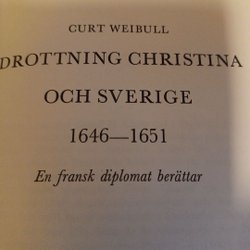 CURT WEIBULL
DROTTNING CHRISTINA
OCH SVERIGE
1646—1651
En fransk diplomat berättar